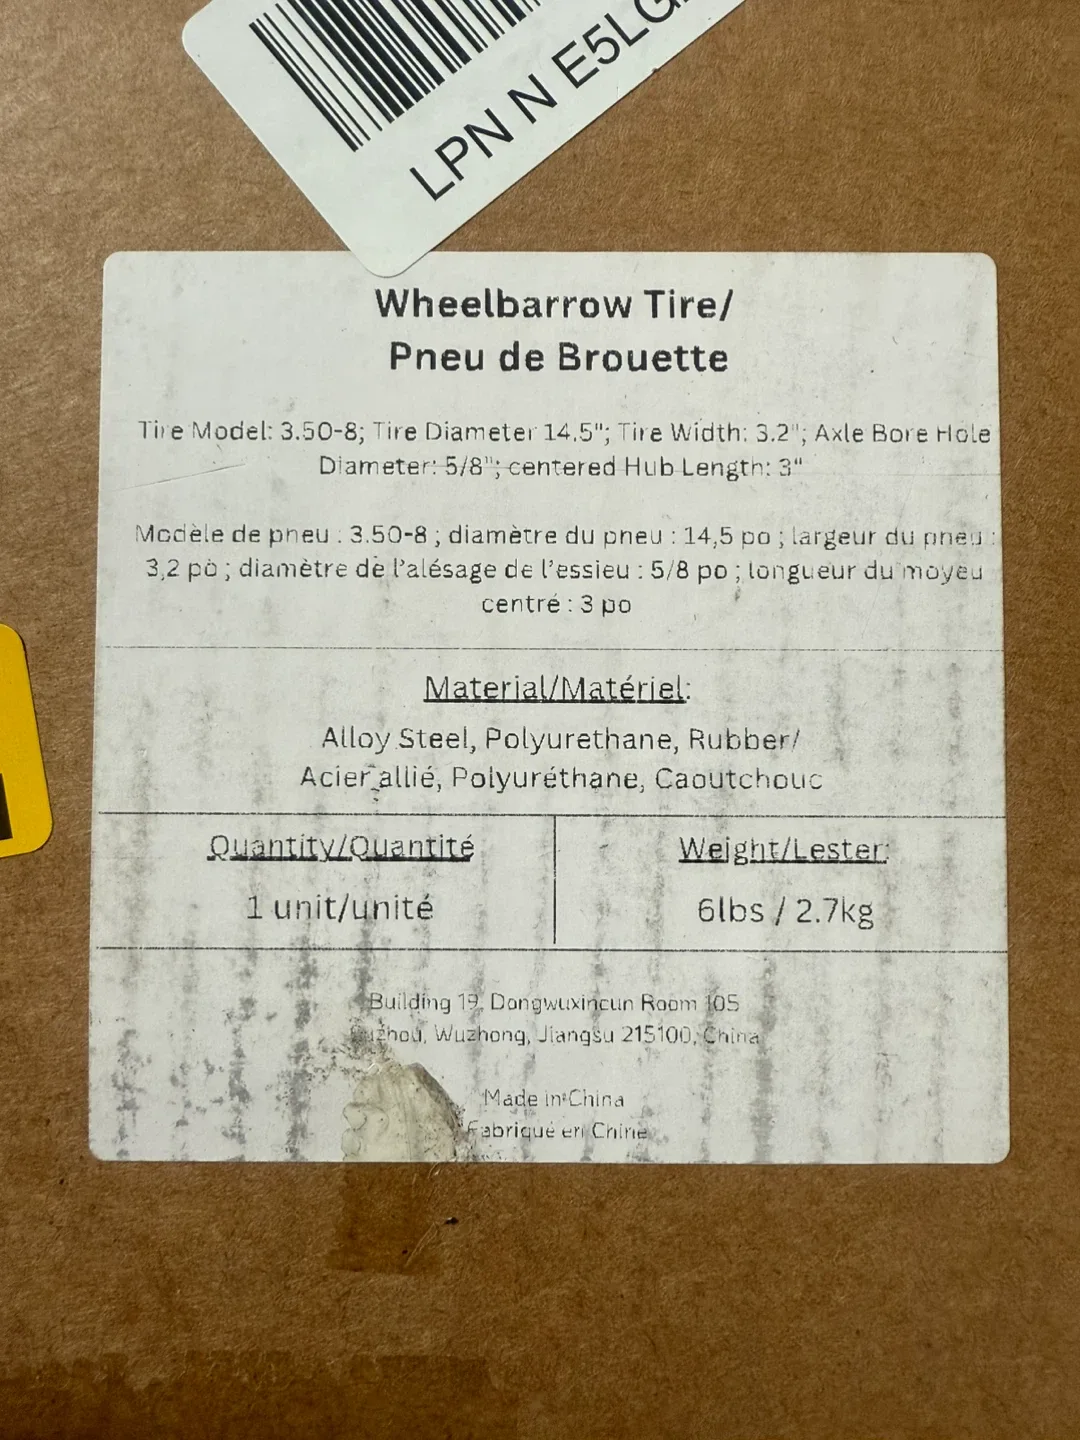 LPN N E5LG
Wheelbarrow Tire/
Pneu de Brouette
Tire Model: 3.50-8; Tire Diameter 14.5"; Tire Width: 3.2"; Axle Bore Hole
Diameter: 5/8"; centered Hub Length: 3"
Modèle de pneu : 3.50-8 ; diamètre du pneu : 14,5 po ; largeur du pneu :
3,2 po ; diamètre de l'alésage de l'essieu : 5/8 po ; longueur du moyeu
centré : 3 po
Material/Matériel:
Alloy Steel, Polyurethane, Rubber/
Acier allié, Polyuréthane, Caoutchouc
Quantity/Quantité
1 unit/unité
Weight/Lester:
6lbs / 2.7kg
Building 19, Dongwuxincun Room 105
Wuzhong, Jiangsu 215100, China
Made in China
Fabriqué en Chine